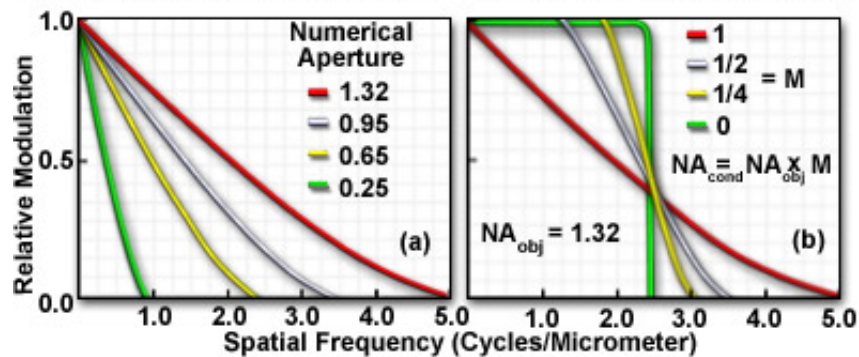 Relative Modulation
1.0
0.5
0.0
Numerical
Aperture
1.32
0.95
0.65
0.25
(a)
1.0 2.0 3.0 4.0 5.0
1
1/2
1/4
0
= M
NAcond = NAobj x M
NAobj = 1.32
(b)
0 1.0 2.0 3.0 4.0 5.0
Spatial Frequency (Cycles/Micrometer)